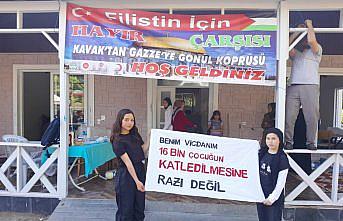 Filistin İçin
HAYIR ÇARŞISI
KAVAK'TAN GAZZE'YE GÖNÜL KÖPRÜSÜ
HOŞ GELDİNİZ
BENİM VİCDANIM
16 BİN ÇOCUĞUN
KATLEDİLMESİNE
RAZI DEĞİL